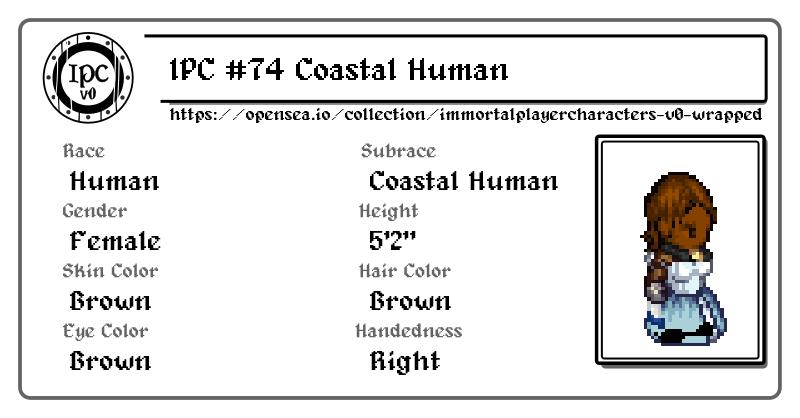 IPC
v0
IPC #74 Coastal Human
https://opensea.io/collection/immortalplayercharacters-v0-wrapped
Race
Subrace
Human
Coastal Human
Gender
Height
Female
5'2"
Skin Color
Hair Color
Brown
Brown
Eye Color
Handedness
Brown
Right